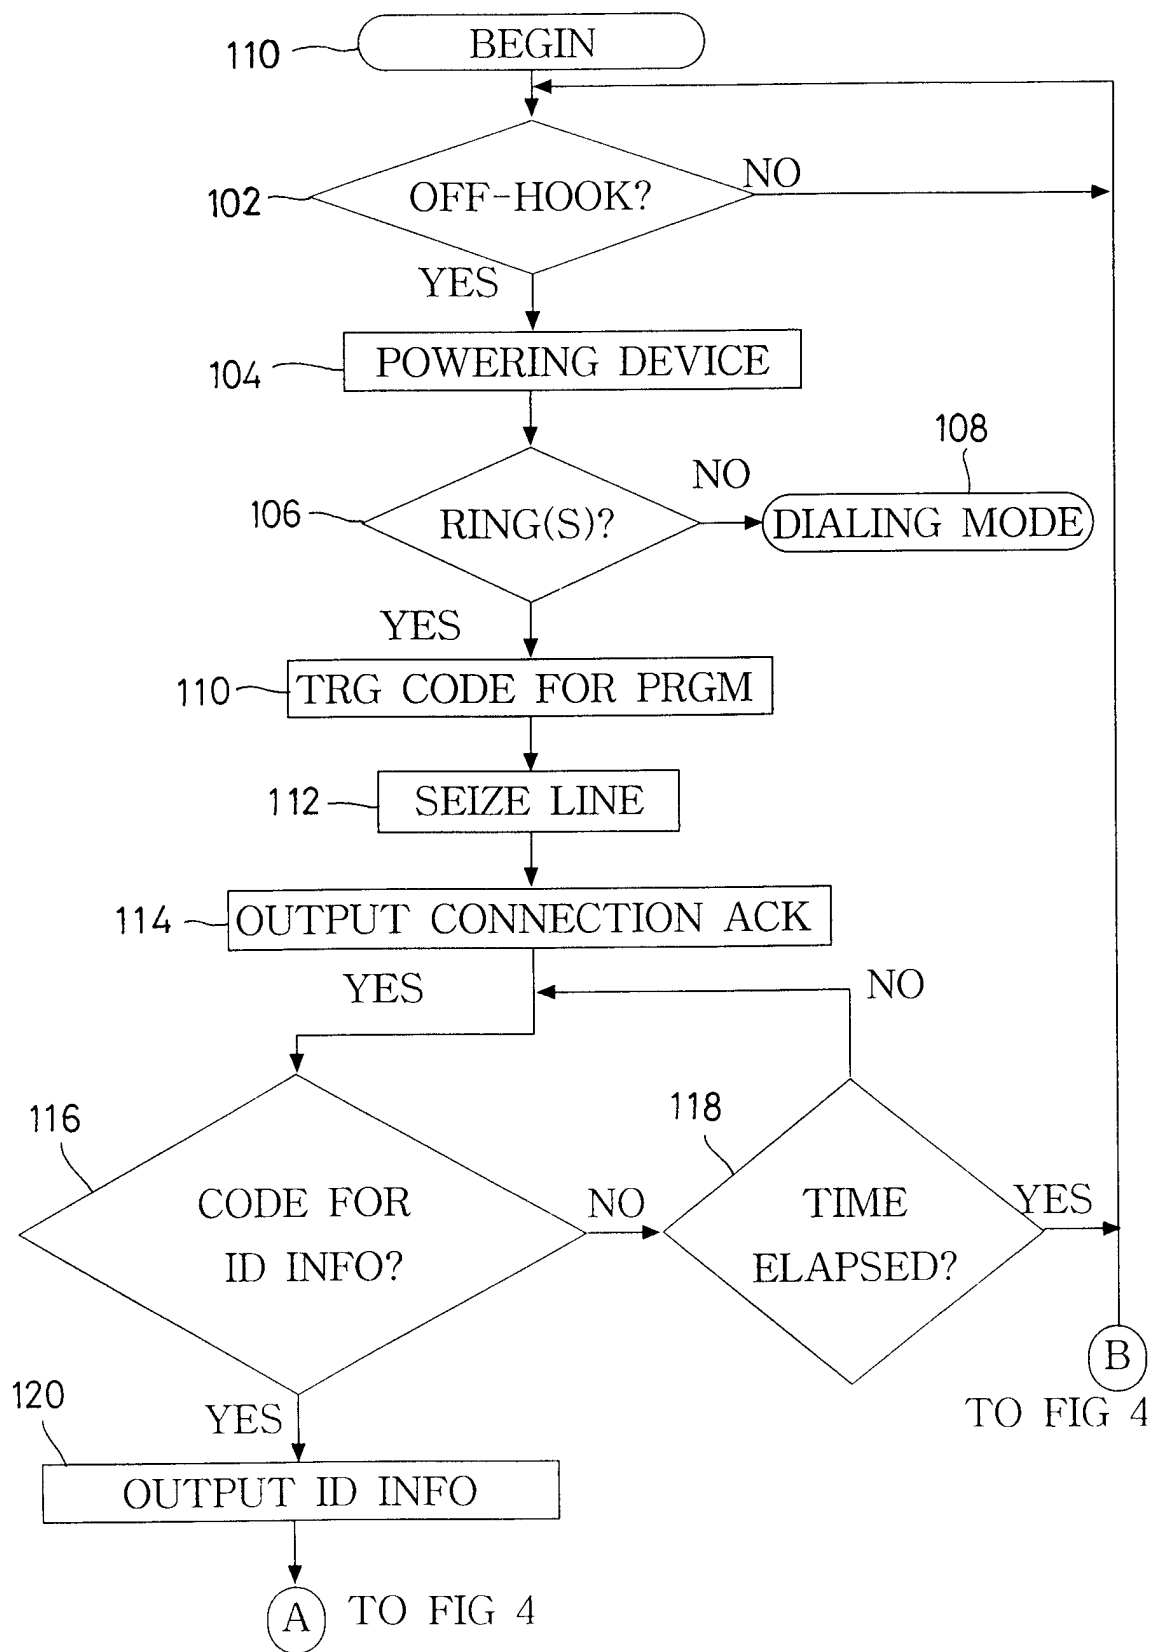 110
BEGIN
102
OFF-HOOK?
NO
YES
104
POWERING DEVICE
108
106
RING(S)?
NO
DIALING MODE
YES
110
TRG CODE FOR PRGM
112
SEIZE LINE
114
OUTPUT CONNECTION ACK
YES
NO
116
118
CODE FOR
ID INFO?
NO
TIME
ELAPSED?
YES
B
TO FIG 4
120
YES
OUTPUT ID INFO
A
TO FIG 4